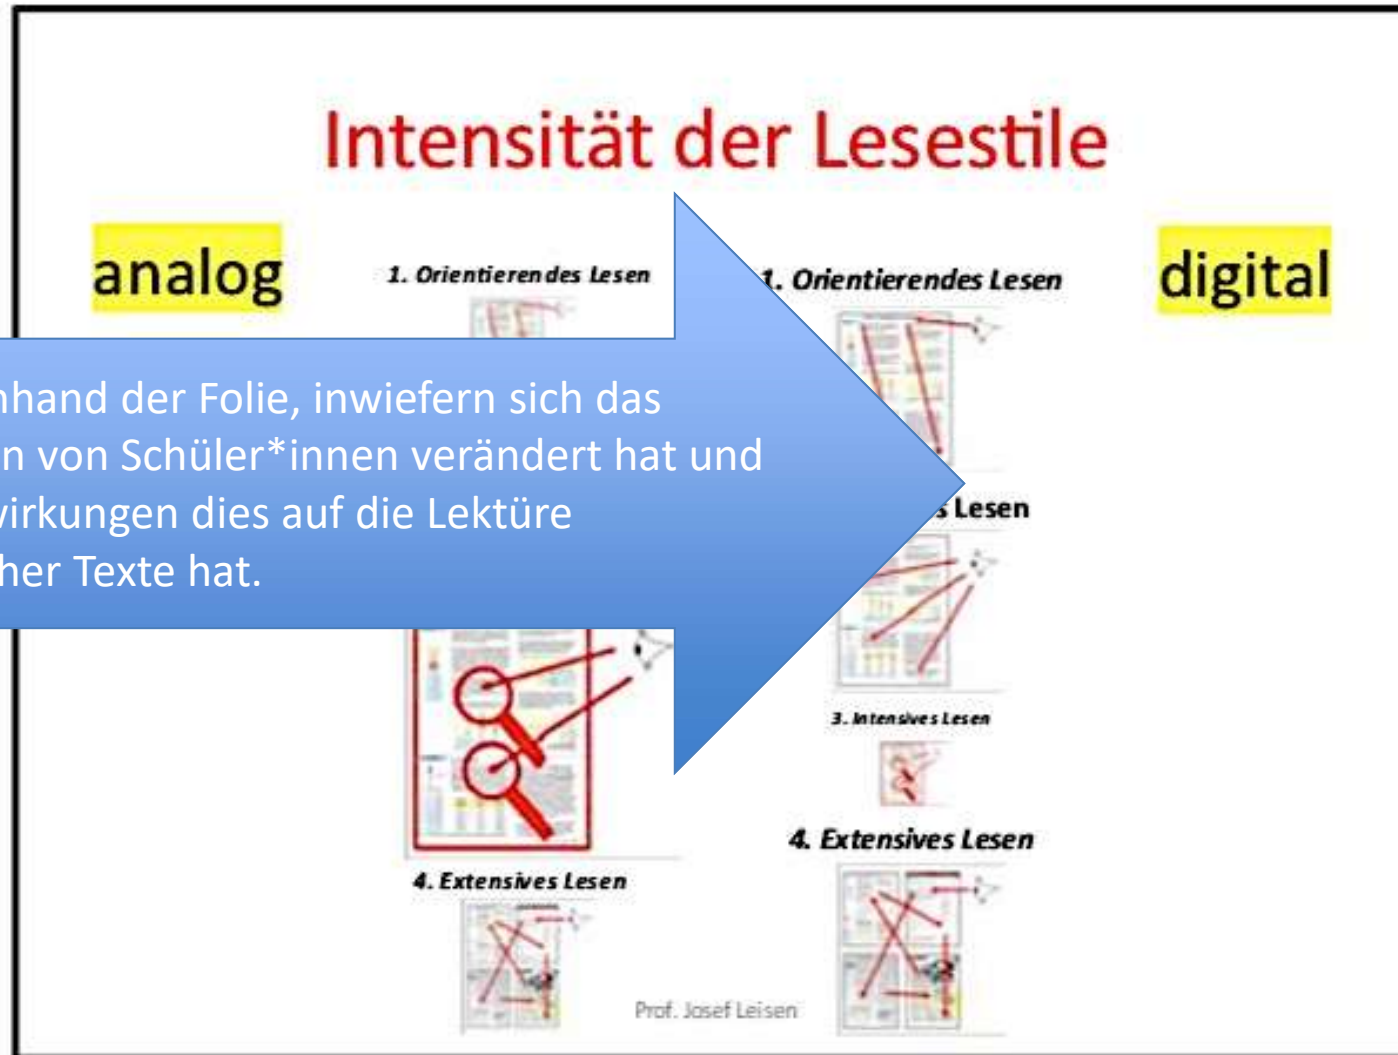 Intensität der Lesestile
analog
digital
1. Orientierendes Lesen
1. Orientierendes Lesen
nhand der Folie, inwiefern sich das
n von Schüler*innen verändert hat und
wirkungen dies auf die Lektüre
her Texte hat.
s Lesen
3. Intensives Lesen
4. Extensives Lesen
4. Extensives Lesen
Prof. Josef Leisen